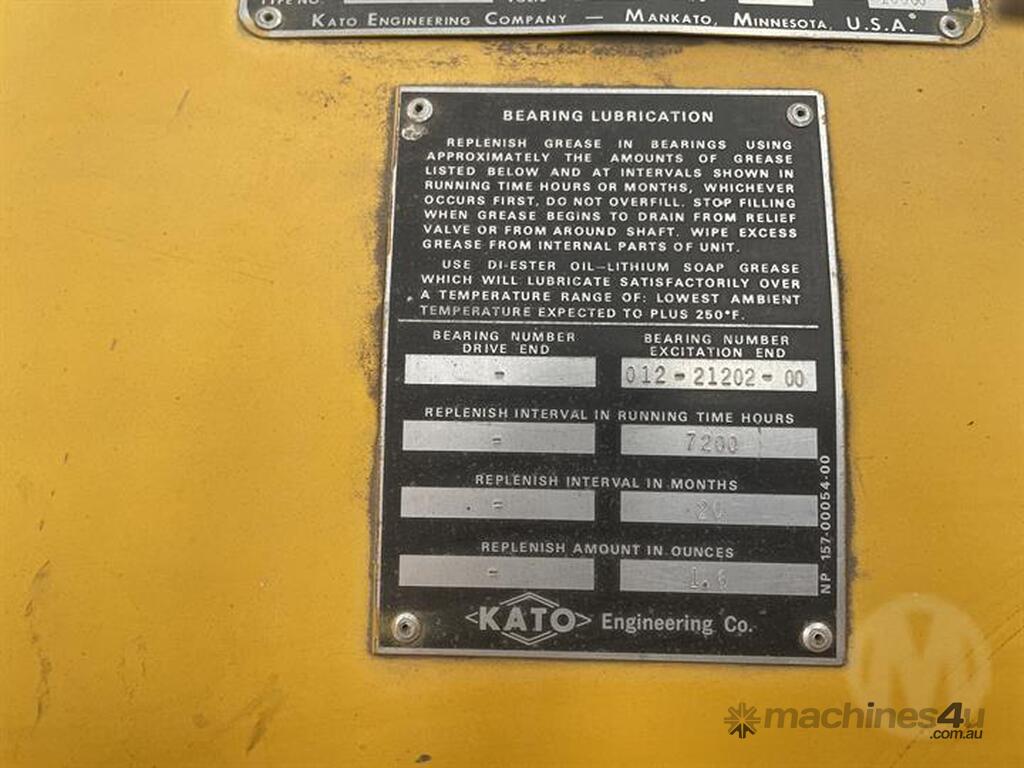 TYPE NO.
KATO ENGINEERING COMPANY — MANKATO, MINNESOTA, U.S.A.
BEARING LUBRICATION
REPLENISH GREASE IN BEARINGS USING
APPROXIMATELY THE AMOUNTS OF GREASE
LISTED BELOW AND AT INTERVALS SHOWN IN
RUNNING TIME HOURS OR MONTHS, WHICHEVER
OCCURS FIRST, DO NOT OVERFILL. STOP FILLING
WHEN GREASE BEGINS TO DRAIN FROM RELIEF
VALVE OR FROM AROUND SHAFT. WIPE EXCESS
GREASE FROM INTERNAL PARTS OF UNIT.
USE DI-ESTER OIL–LITHIUM SOAP GREASE
WHICH WILL LUBRICATE SATISFACTORILY OVER
A TEMPERATURE RANGE OF: LOWEST AMBIENT
TEMPERATURE EXPECTED TO PLUS 250°F.
BEARING NUMBER
DRIVE END
-
BEARING NUMBER
EXCITATION END
012-21202-00
REPLENISH INTERVAL IN RUNNING TIME HOURS
- 7200
REPLENISH INTERVAL IN MONTHS
-
REPLENISH AMOUNT IN OUNCES
- 1.6
KATO Engineering Co.
NP 157-00054-00
M
machines4u
.com.au